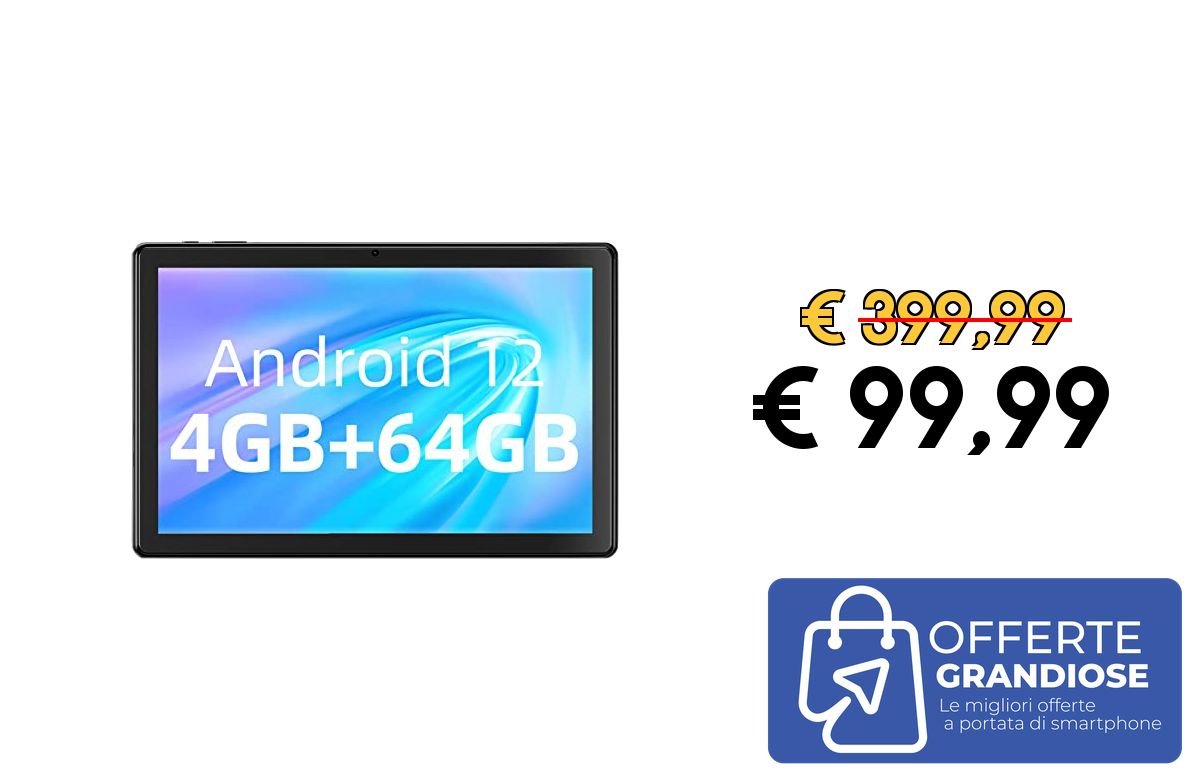 Android 12
4GB+64GB
€ 399,99
€ 99,99
OFFERTE
GRANDIOSE
Le migliori offerte
a portata di smartphone